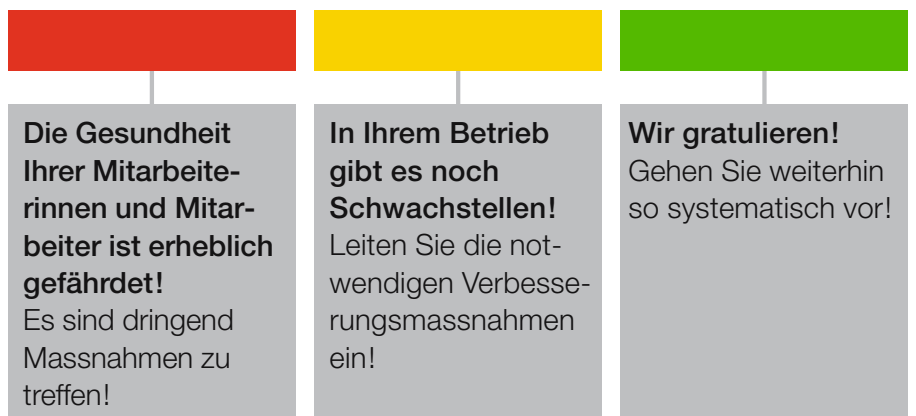 Die Gesundheit
Ihrer Mitarbeite-
rinnen und Mitar-
beiter ist erheblich
gefährdet!
Es sind dringend
Massnahmen zu
treffen!
In Ihrem Betrieb
gibt es noch
Schwachstellen!
Leiten Sie die not-
wendigen Verbesse-
rungsmassnahmen
ein!
Wir gratulieren!
Gehen Sie weiterhin
so systematisch vor!